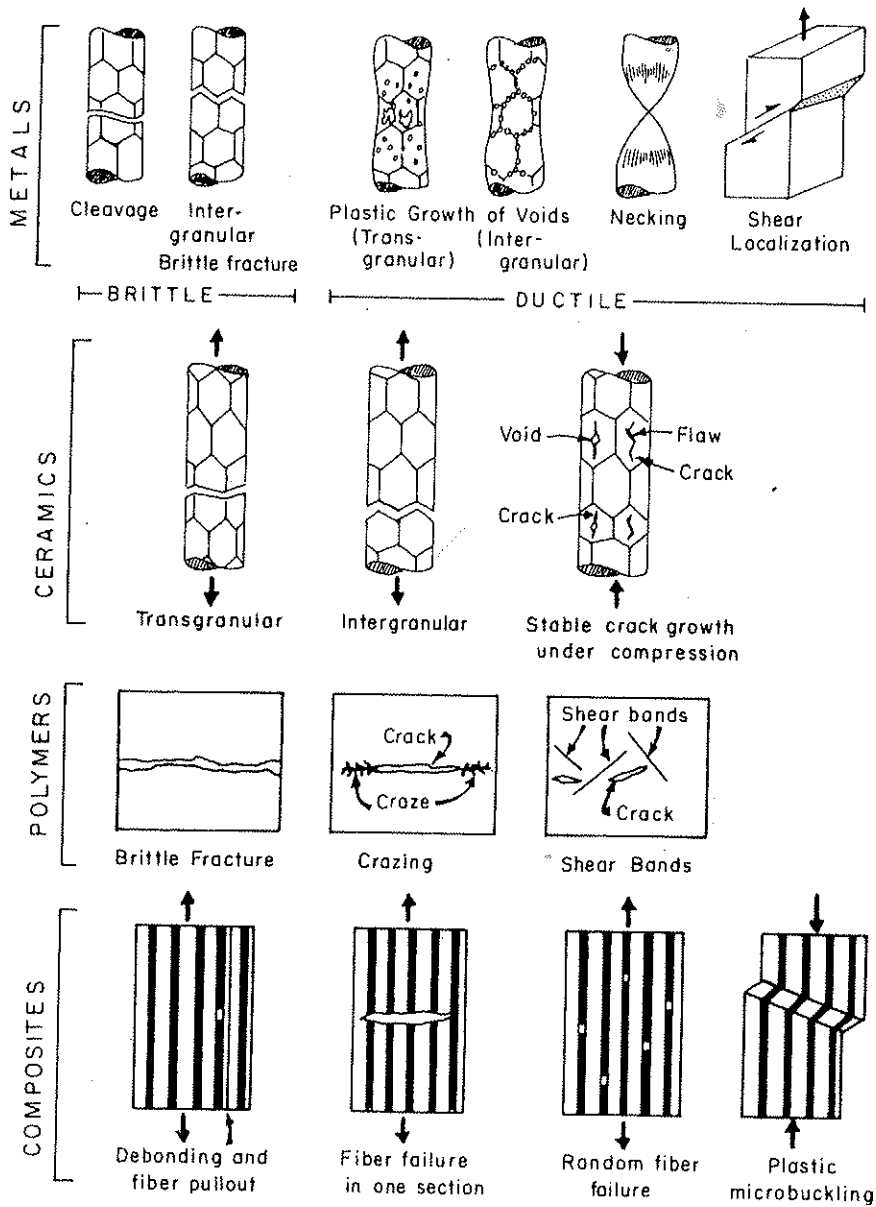 METALS
Cleavage
Inter-
granular
Brittle fracture
Plastic Growth of Voids
(Trans-
granular)
(Inter-
granular)
Necking
Shear
Localization
BRITTLE
DUCTILE
CERAMICS
Void
Flaw
Crack
Crack
Transgranular
Intergranular
Stable crack growth
under compression
POLYMERS
Crack
Craze
Shear bands
Crack
Brittle Fracture
Crazing
Shear Bands
COMPOSITES
Debonding and
fiber pullout
Fiber failure
in one section
Random fiber
failure
Plastic
microbuckling